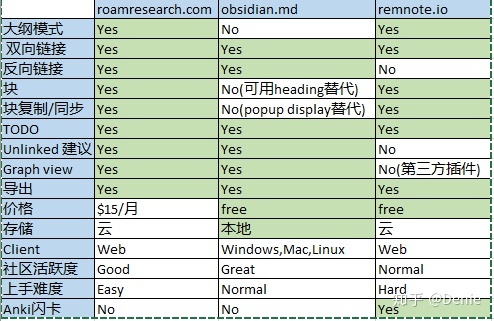 roamresearch.com obsidian.md remnote.io
大纲模式 Yes No Yes
双向链接 Yes Yes Yes
反向链接 Yes Yes No
块 Yes No(可用heading替代) Yes
块复制/同步 Yes No(popup display替代) Yes
TODO Yes Yes Yes
Unlinked 建议 Yes Yes No
Graph view Yes Yes No(第三方插件)
导出 Yes Yes Yes
价格 $15/月 free free
存储 云 本地 云
Client Web Windows,Mac,Linux Web
社区活跃度 Good Great Normal
上手难度 Easy Normal Hard
Anki闪卡 No No Yes
知乎 @Denie